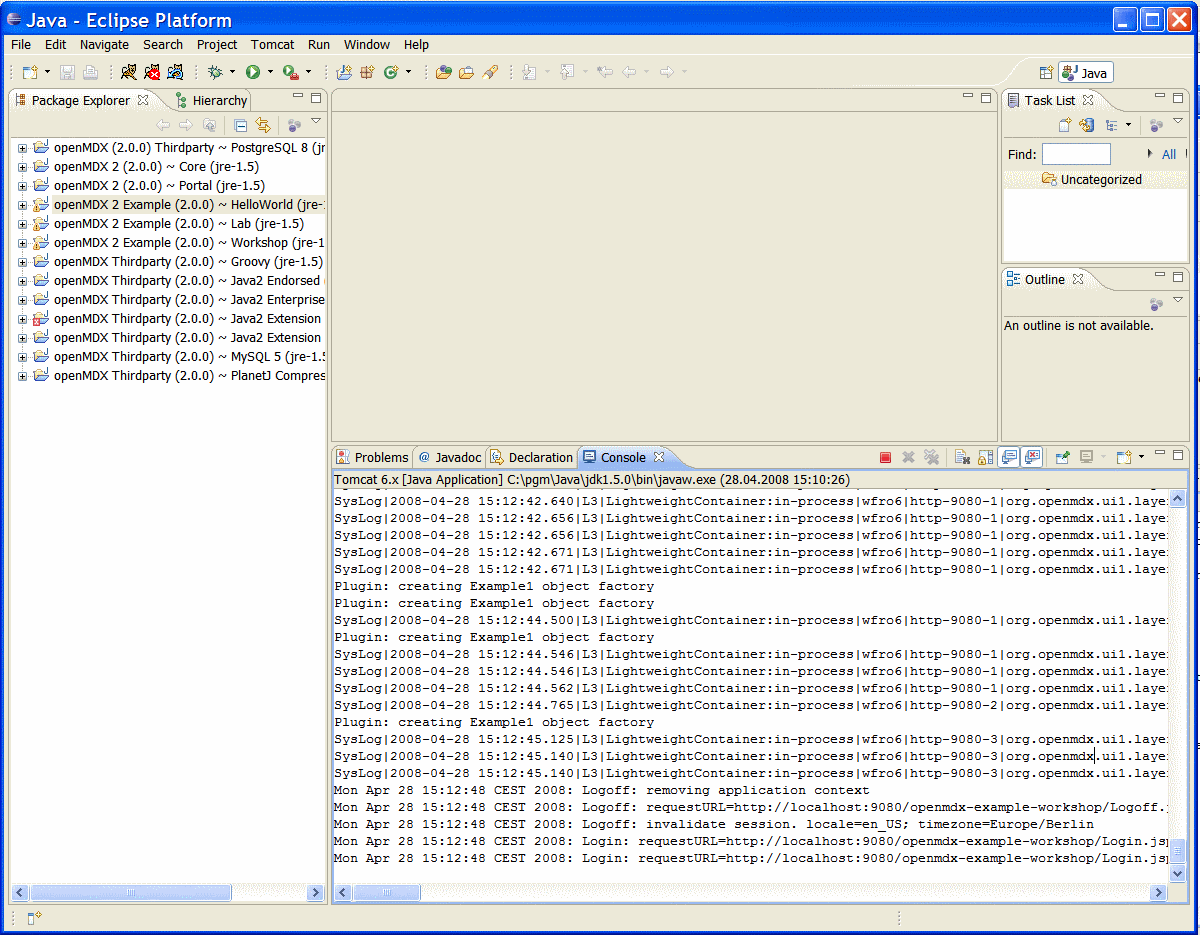 Java - Eclipse Platform
File Edit Navigate Search Project Tomcat Run Window Help
Java
Package Explorer
Hierarchy
openMDX (2.0.0) Thirdparty ~ PostgreSQL 8 (jr
openMDX 2 (2.0.0) ~ Core (jre-1.5)
openMDX 2 (2.0.0) ~ Portal (jre-1.5)
openMDX 2 Example (2.0.0) ~ HelloWorld (jre-
openMDX 2 Example (2.0.0) ~ Lab (jre-1.5)
openMDX 2 Example (2.0.0) ~ Workshop (jre-1
openMDX Thirdparty (2.0.0) ~ Groovy (jre-1.5)
openMDX Thirdparty (2.0.0) ~ Java2 Endorsed
openMDX Thirdparty (2.0.0) ~ Java2 Enterprise
openMDX Thirdparty (2.0.0) ~ Java2 Extension
openMDX Thirdparty (2.0.0) ~ Java2 Extension
openMDX Thirdparty (2.0.0) ~ MySQL 5 (jre-1.5
openMDX Thirdparty (2.0.0) ~ PlanetJ Compres
Task List
Find: All
Uncategorized
Outline
An outline is not available.
Problems @ Javadoc Declaration Console
Tomcat 6.x [Java Application] C:\pgm\Java\jdk1.5.0\bin\javaw.exe (28.04.2008 15:10:26)
SysLog|2008-04-28 15:12:42.640|L3|LightweightContainer:in-process|wfro6|http-9080-1|org.openmdx.ui1.laye
SysLog|2008-04-28 15:12:42.656|L3|LightweightContainer:in-process|wfro6|http-9080-1|org.openmdx.ui1.laye
SysLog|2008-04-28 15:12:42.656|L3|LightweightContainer:in-process|wfro6|http-9080-1|org.openmdx.ui1.laye
SysLog|2008-04-28 15:12:42.671|L3|LightweightContainer:in-process|wfro6|http-9080-1|org.openmdx.ui1.laye
SysLog|2008-04-28 15:12:42.671|L3|LightweightContainer:in-process|wfro6|http-9080-1|org.openmdx.ui1.laye
Plugin: creating Example1 object factory
Plugin: creating Example1 object factory
SysLog|2008-04-28 15:12:44.500|L3|LightweightContainer:in-process|wfro6|http-9080-1|org.openmdx.ui1.laye
Plugin: creating Example1 object factory
SysLog|2008-04-28 15:12:44.546|L3|LightweightContainer:in-process|wfro6|http-9080-1|org.openmdx.ui1.laye
SysLog|2008-04-28 15:12:44.546|L3|LightweightContainer:in-process|wfro6|http-9080-1|org.openmdx.ui1.laye
SysLog|2008-04-28 15:12:44.562|L3|LightweightContainer:in-process|wfro6|http-9080-1|org.openmdx.ui1.laye
SysLog|2008-04-28 15:12:44.765|L3|LightweightContainer:in-process|wfro6|http-9080-2|org.openmdx.ui1.laye
Plugin: creating Example1 object factory
SysLog|2008-04-28 15:12:45.125|L3|LightweightContainer:in-process|wfro6|http-9080-3|org.openmdx.ui1.laye
SysLog|2008-04-28 15:12:45.140|L3|LightweightContainer:in-process|wfro6|http-9080-3|org.openmdx.ui1.laye
SysLog|2008-04-28 15:12:45.140|L3|LightweightContainer:in-process|wfro6|http-9080-3|org.openmdx.ui1.laye
Mon Apr 28 15:12:48 CEST 2008: Logoff: removing application context
Mon Apr 28 15:12:48 CEST 2008: Logoff: requestURL=http://localhost:9080/openmdx-example-workshop/Logoff.
Mon Apr 28 15:12:48 CEST 2008: Logoff: invalidate session. locale=en_US; timezone=Europe/Berlin
Mon Apr 28 15:12:48 CEST 2008: Login: requestURL=http://localhost:9080/openmdx-example-workshop/Login.jsp
Mon Apr 28 15:12:48 CEST 2008: Login: requestURL=http://localhost:9080/openmdx-example-workshop/Login.jsp